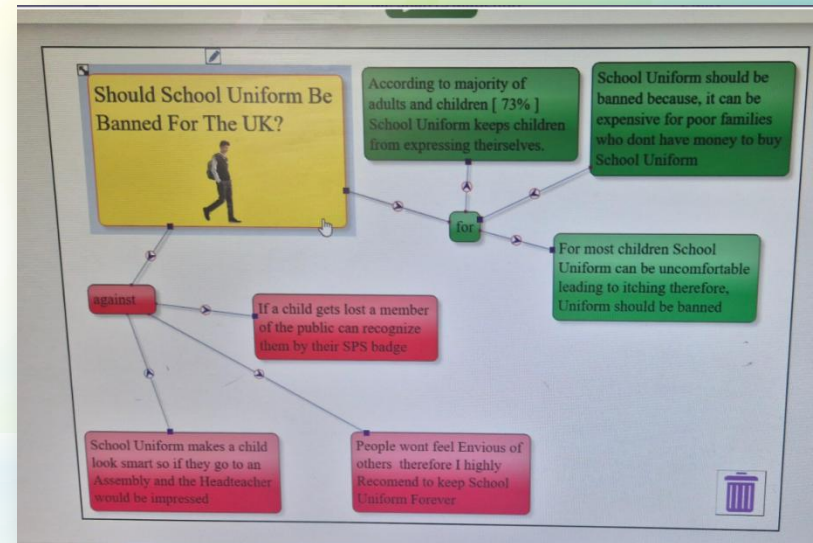 Should School Uniform Be
Banned For The UK?
According to majority of
adults and children [ 73% ]
School Uniform keeps children
from expressing theirselves.
School Uniform should be
banned because, it can be
expensive for poor families
who dont have money to buy
School Uniform
for
For most children School
Uniform can be uncomfortable
leading to itching therefore,
Uniform should be banned
against
If a child gets lost a member
of the public can recognize
them by their SPS badge
School Uniform makes a child
look smart so if they go to an
Assembly and the Headteacher
would be impressed
People wont feel Envious of
others therefore I highly
Recomend to keep School
Uniform Forever